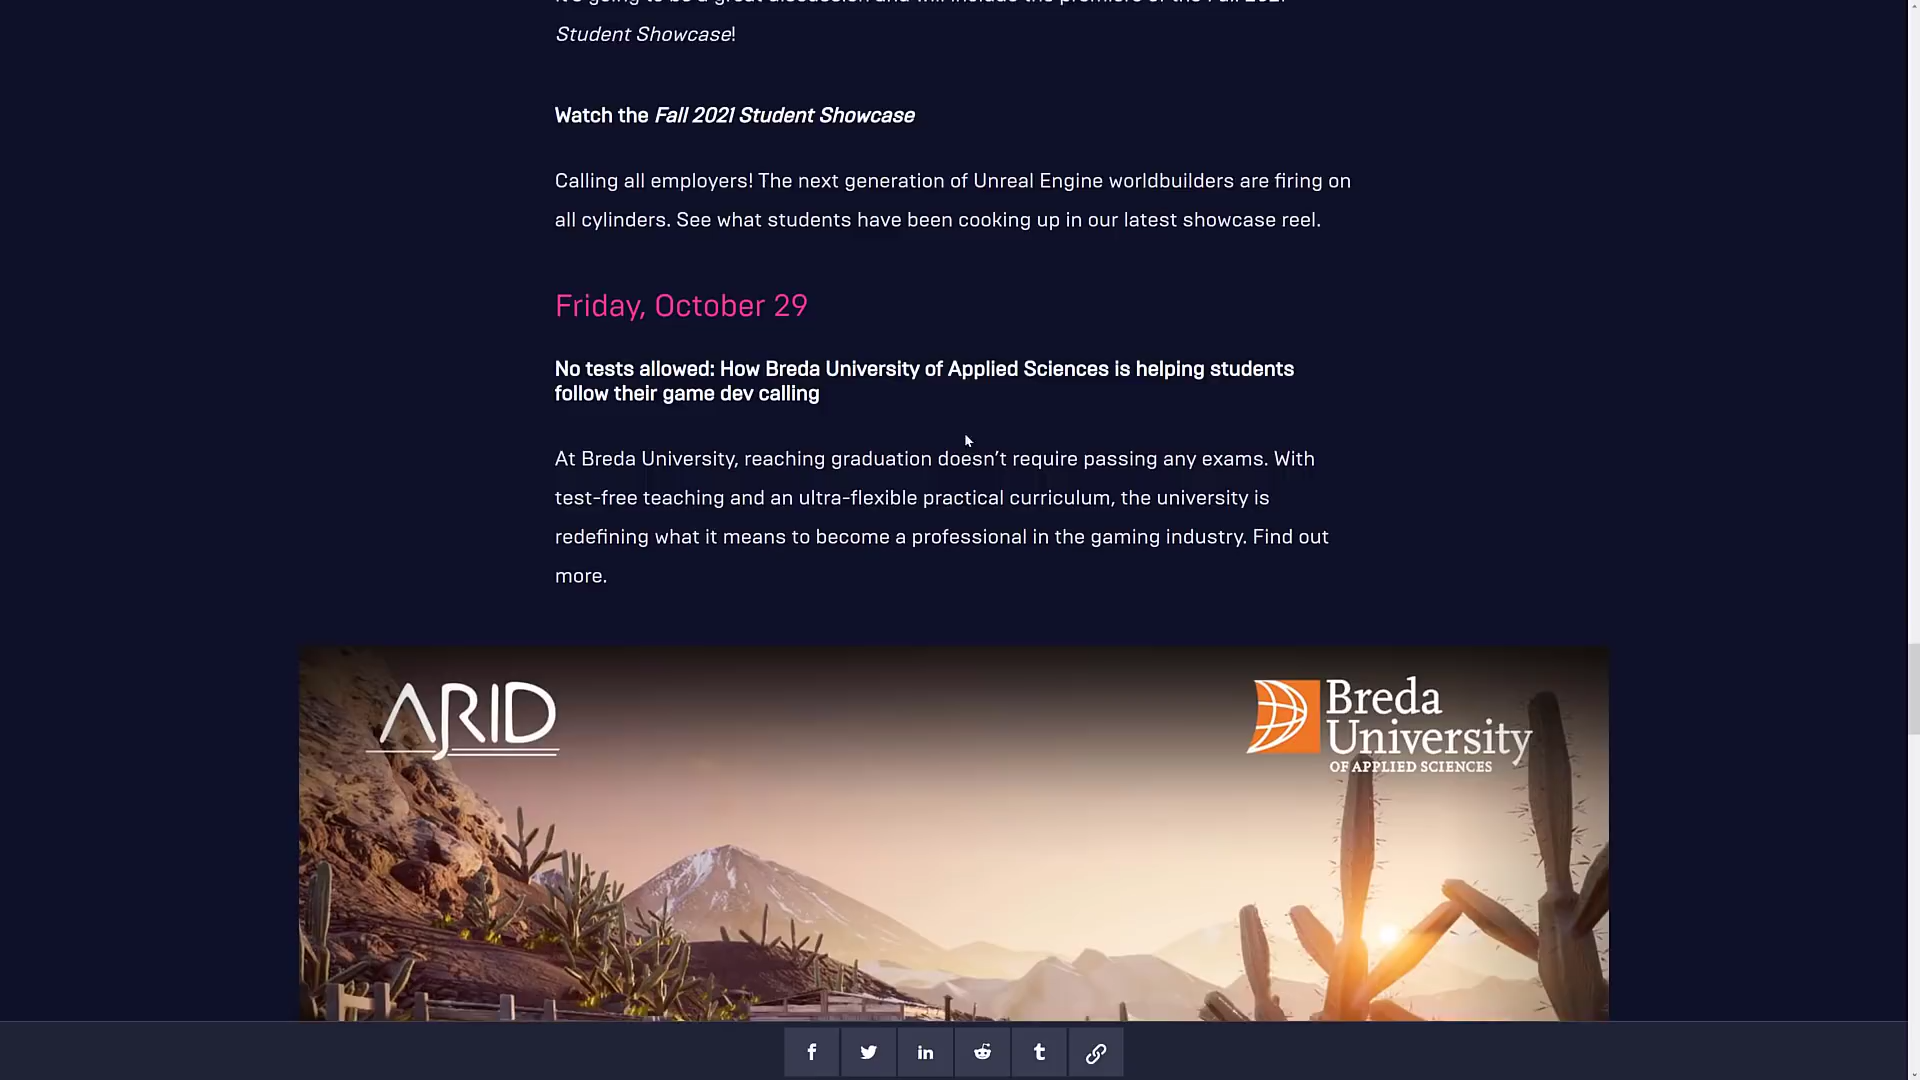 It's going to be a great discussion and will include the premiere of the Fall 2021
Student Showcase!
Watch the Fall 2021 Student Showcase
Calling all employers! The next generation of Unreal Engine worldbuilders are firing on
all cylinders. See what students have been cooking up in our latest showcase reel.
Friday, October 29
No tests allowed: How Breda University of Applied Sciences is helping students
follow their game dev calling
At Breda University, reaching graduation doesn’t require passing any exams. With
test-free teaching and an ultra-flexible practical curriculum, the university is
redefining what it means to become a professional in the gaming industry. Find out
more.
ARID
Breda
University
OF APPLIED SCIENCES